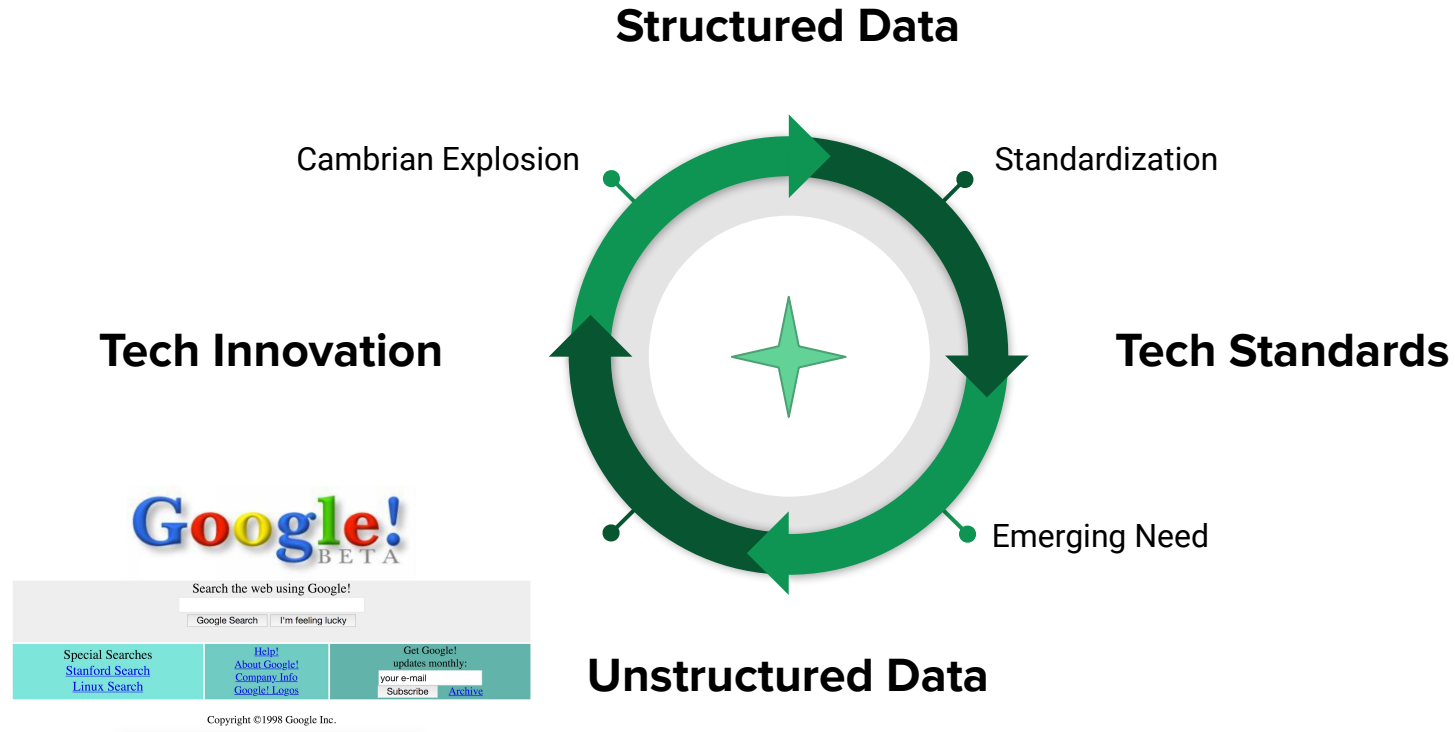 Structured Data
Cambrian Explosion
Standardization
Tech Innovation
Tech Standards
Emerging Need
Unstructured Data
Google!
BETA
Search the web using Google!
Google Search
I'm feeling lucky
Special Searches
Stanford Search
Linux Search
Help!
About Google!
Company Info
Google! Logos
Get Google!
updates monthly:
your e-mail
Subscribe
Archive
Copyright ©1998 Google Inc.